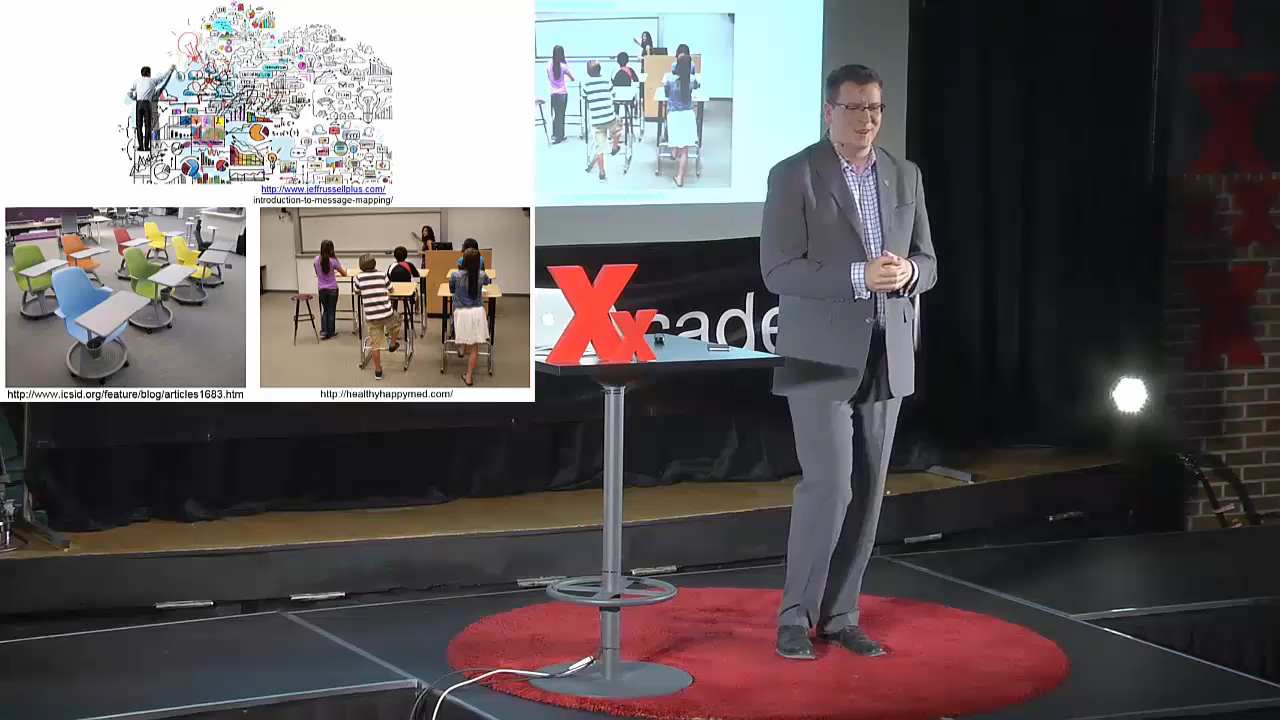 http://www.jeffrussellplus.com/
introduction-to-message-mapping/
http://www.icsid.org/feature/blog/articles1683.htm
http://healthyhappymed.com/
Xx
cade
X
X
X
X